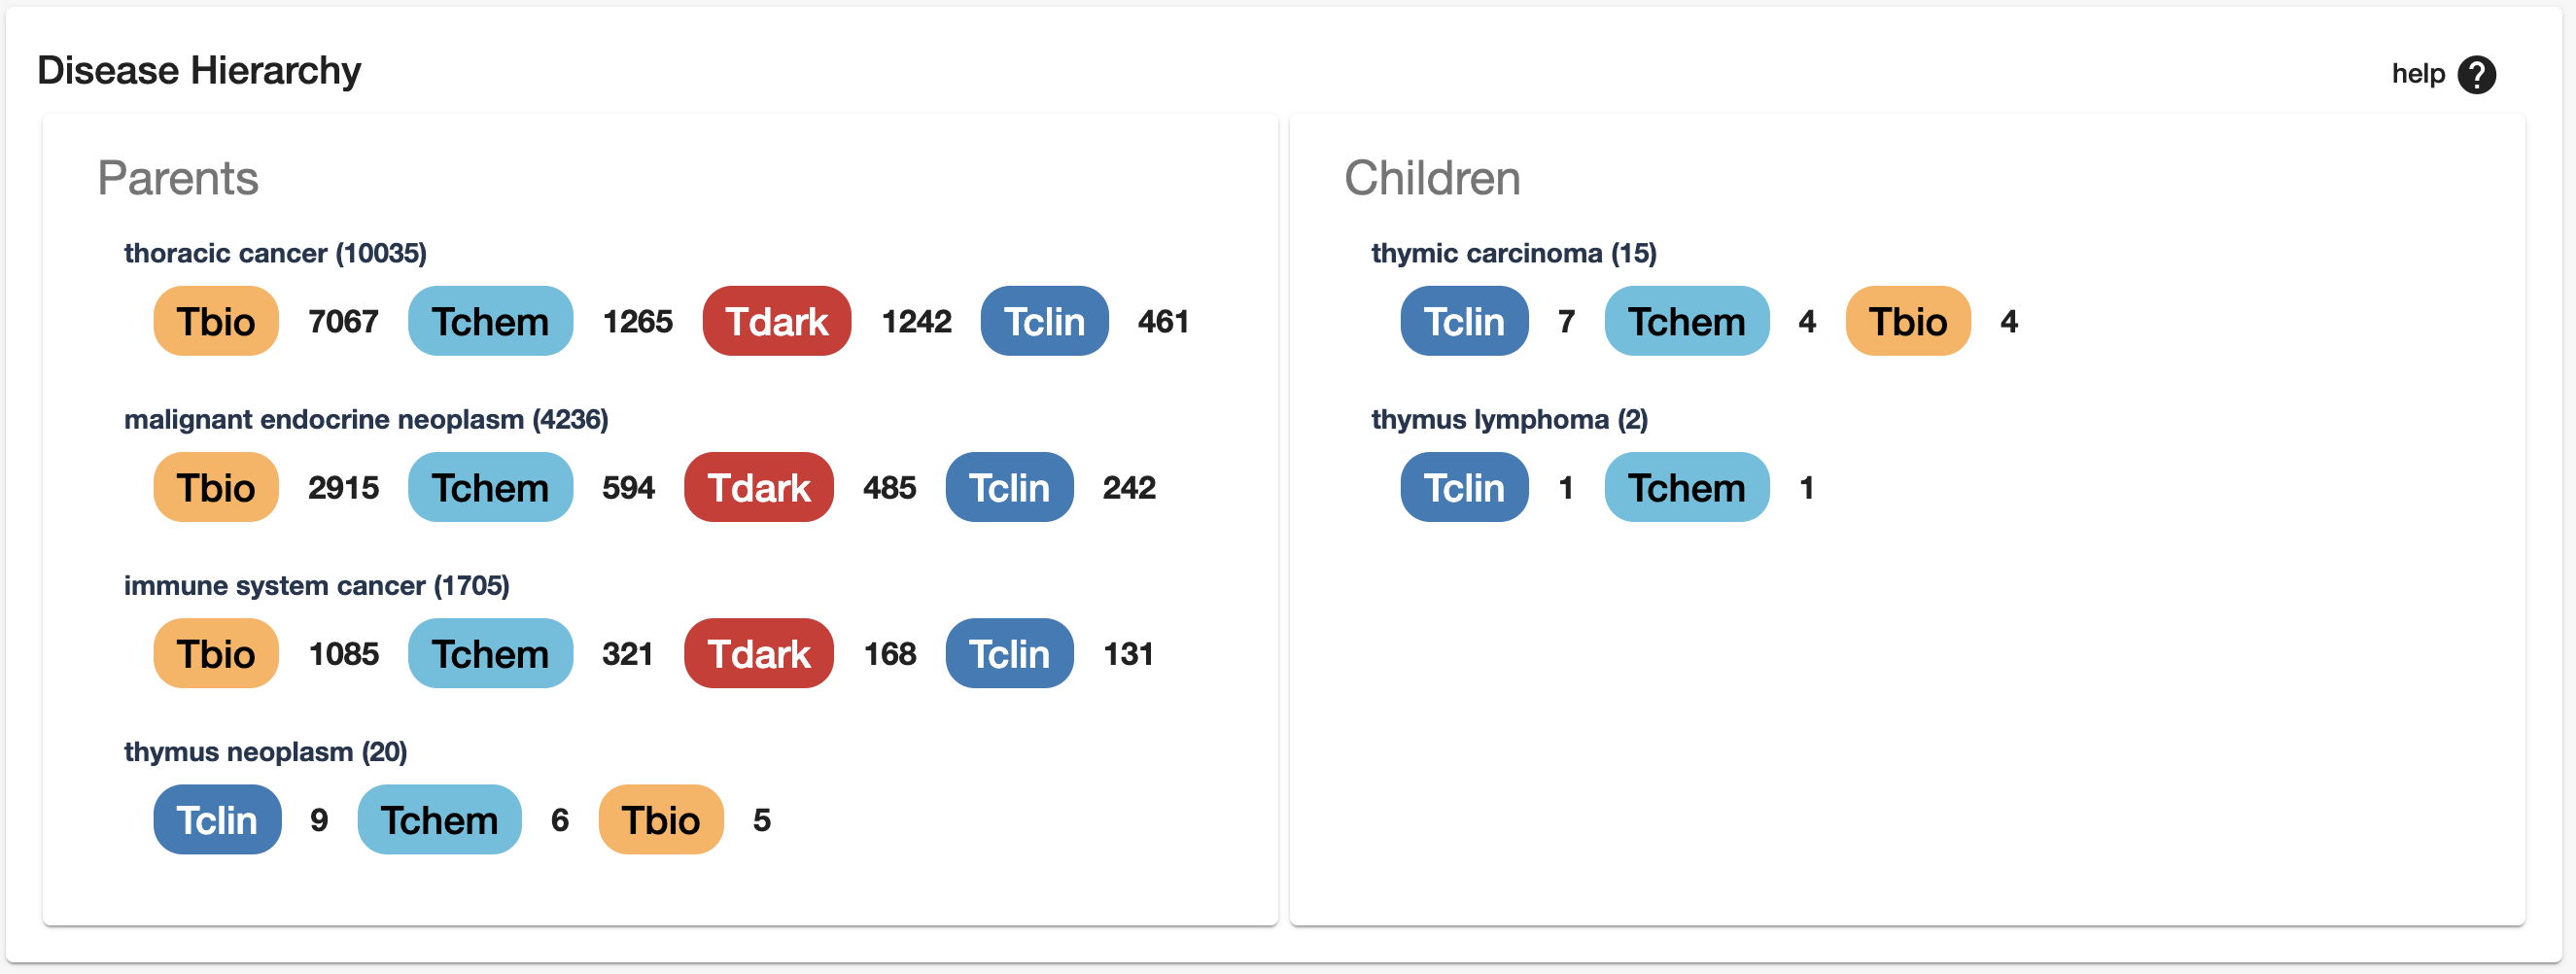 Disease Hierarchy
help ?
Parents
thoracic cancer (10035)
Tbio 7067 Tchem 1265 Tdark 1242 Tclin 461
malignant endocrine neoplasm (4236)
Tbio 2915 Tchem 594 Tdark 485 Tclin 242
immune system cancer (1705)
Tbio 1085 Tchem 321 Tdark 168 Tclin 131
thymus neoplasm (20)
Tclin 9 Tchem 6 Tbio 5
Children
thymic carcinoma (15)
Tclin 7 Tchem 4 Tbio 4
thymus lymphoma (2)
Tclin 1 Tchem 1